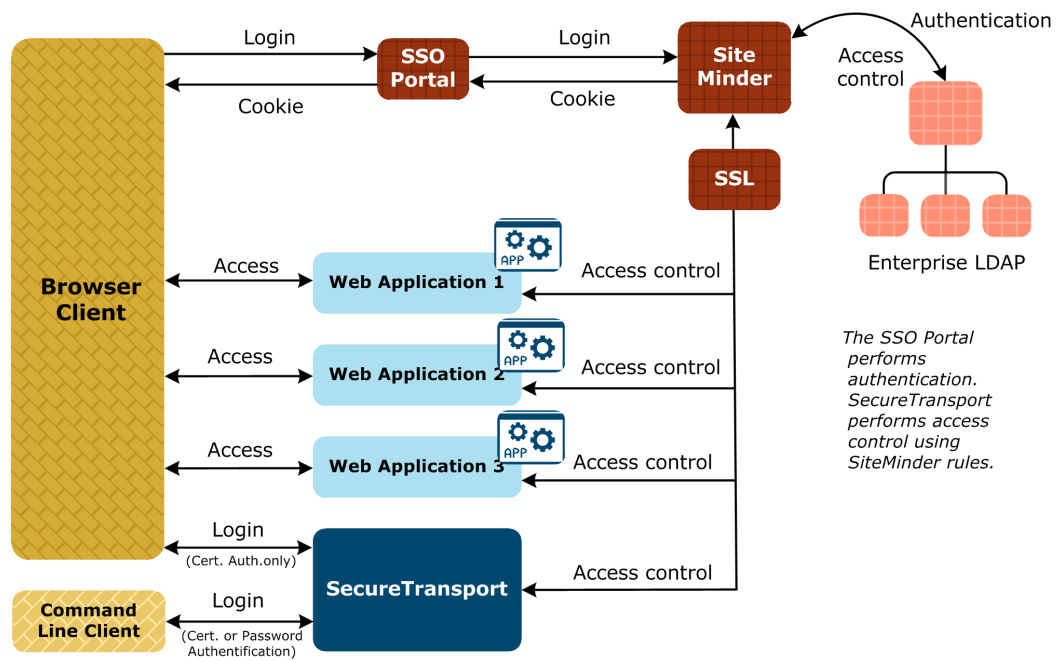 Authentication
Login
SSO
Portal
Login
Site
Minder
Access
control
Cookie
Cookie
SSL
Enterprise LDAP
Browser
Client
Access
Web Application 1
APP
Access control
Access
Web Application 2
APP
Access control
Access
Web Application 3
APP
Access control
The SSO Portal
performs
authentication.
SecureTransport
performs access
control using
SiteMinder rules.
Login
(Cert. Auth.only)
SecureTransport
Access control
Command
Line Client
Login
(Cert. or Password
Authentification)